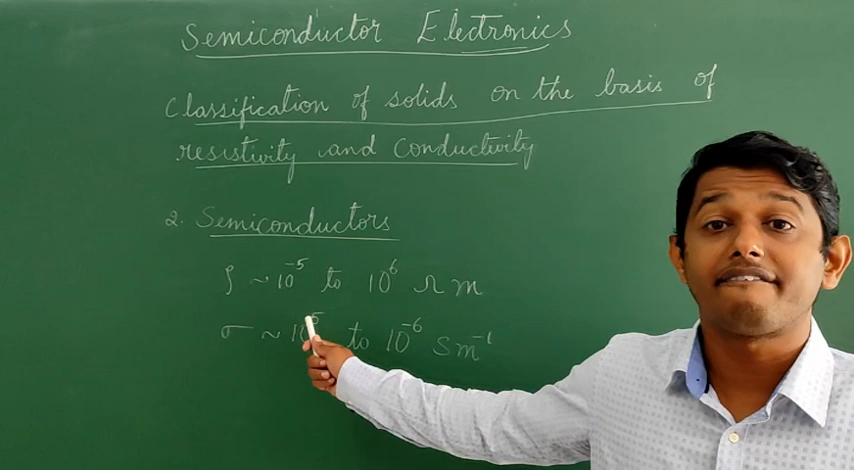 Semiconductor Electronics
Classification of solids on the basis of
resistivity and conductivity
2. Semiconductors
ρ ~ 10⁻⁵ to 10⁶ Ω m
σ ~ 10⁵ to 10⁻⁶ S m⁻¹